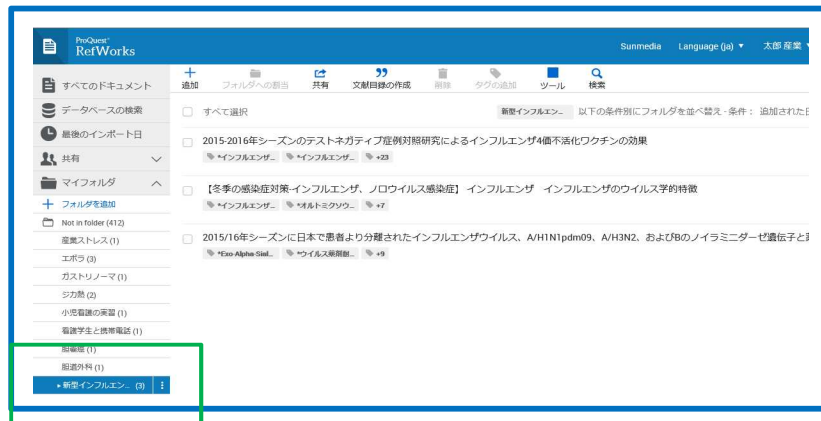 ProQuest®
RefWorks
Sunmedia Language (ja) ▼ 太郎 産業
すべてのドキュメント
データベースの検索
最後のインポート日
共有
マイフォルダ
フォルダを追加
Not in folder (412)
産業ストレス (1)
エボラ (3)
ガストリノーマ (1)
ジカ熱 (2)
小児看護の実習 (1)
看護学生と携帯電話 (1)
胆道外科 (1)
▸新型インフルエン... (3)
追加 フォルダへの割当 共有 文献目録の作成 削除 タグの追加 ツール 検索
すべて選択 新型インフルエン... 以下の条件別にフォルダを並べ替え - 条件： 追加された
2015-2016年シーズンのテストネガティブ症例対照研究によるインフルエンザ4価不活化ワクチンの効果
*インフルエンザ... *インフルエンザ... +23
【冬季の感染症対策-インフルエンザ、ノロウイルス感染症】 インフルエンザ インフルエンザのウイルス学的特徴
*インフルエンザ... *オルトミクソウ... +7
2015/16年シーズンに日本で患者より分離されたインフルエンザウイルス、A/H1N1pdm09、A/H3N2、およびBのノイラミニダーゼ遺伝子と
*Exo-Alpha-Sial... *ウイルス薬剤耐... +9